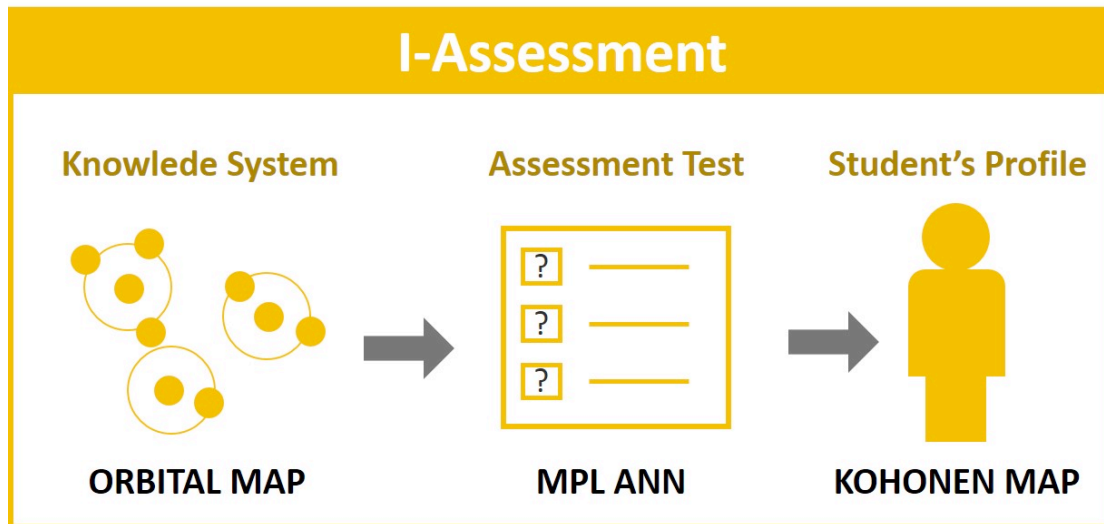 I-Assessment
Knowlede System
Assessment Test
Student's Profile
?
?
?
ORBITAL MAP
MPL ANN
KOHONEN MAP